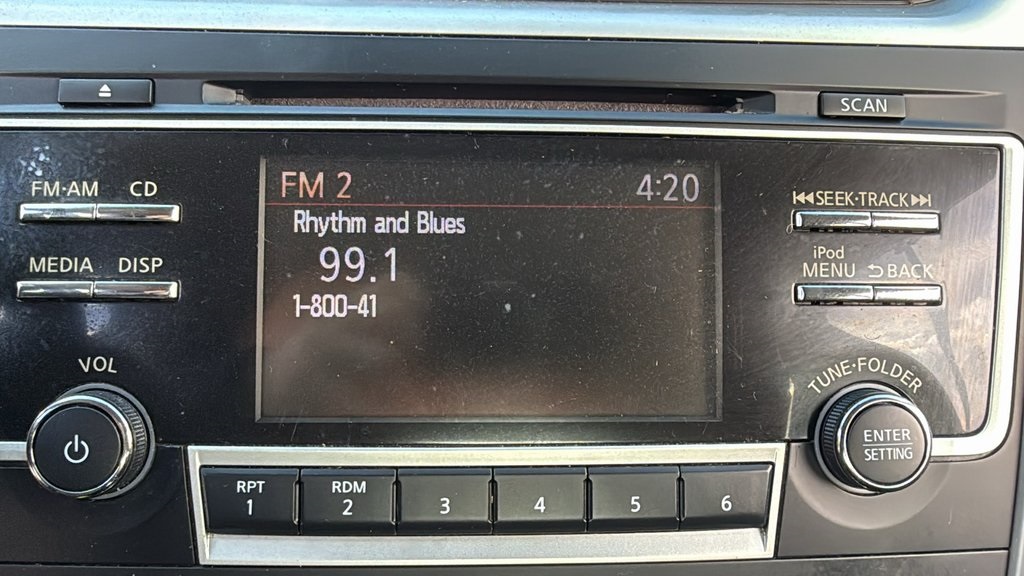 SCAN
FM·AM CD
MEDIA DISP
VOL
FM 2 4:20
Rhythm and Blues
99.1
1-800-41
SEEK·TRACK
iPod
MENU BACK
TUNE·FOLDER
ENTER
SETTING
RPT RDM
1 2 3 4 5 6